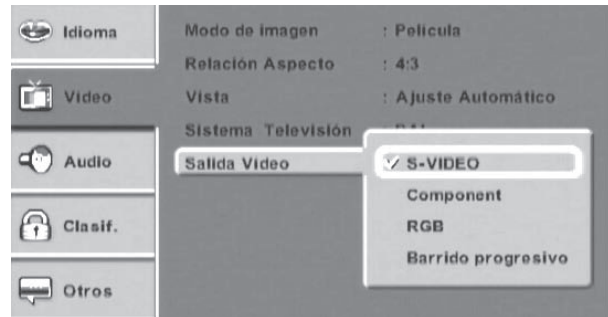 Idioma
Video
Audio
Clasif.
Otros
Modo de imagen : Pelicula
Relación Aspecto : 4:3
Vista : Ajuste Automático
Sistema Televisión
Salida Video
S-VIDEO
Component
RGB
Barrido progresivo